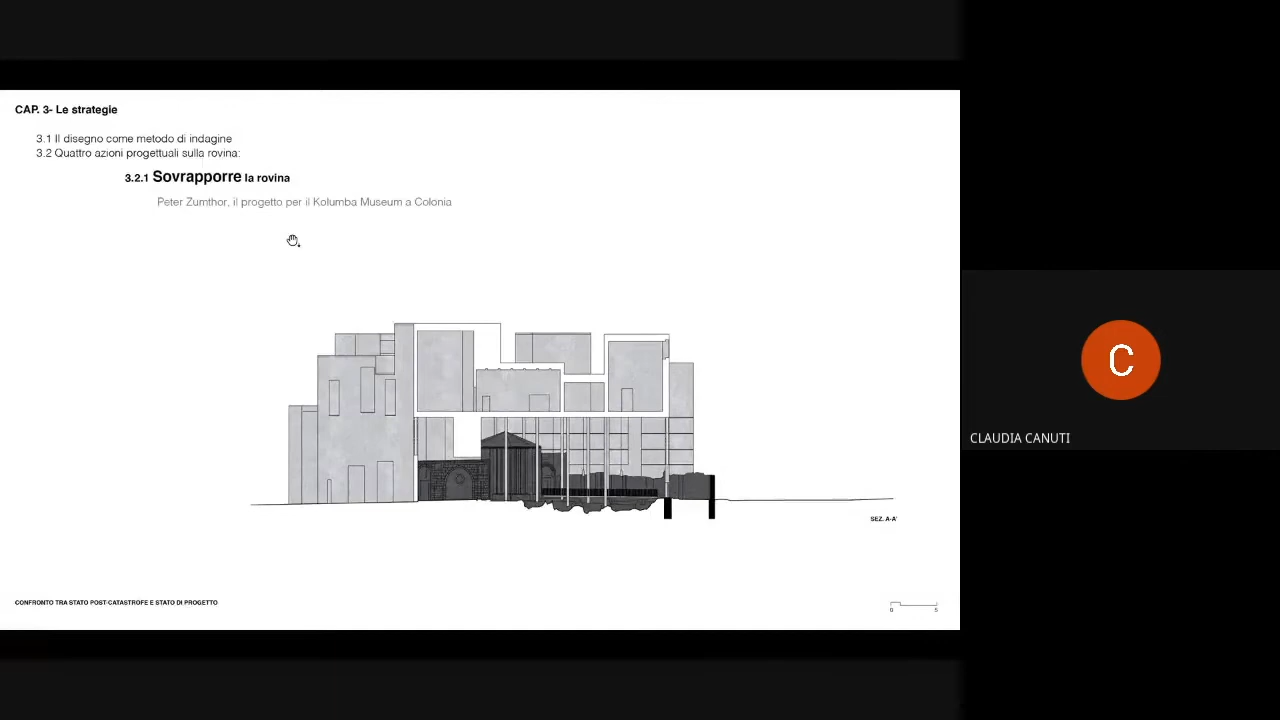 CAP. 3- Le strategie
3.1 Il disegno come metodo di indagine
3.2 Quattro azioni progettuali sulla rovina:
3.2.1 Sovrapporre la rovina
Peter Zumthor, il progetto per il Kolumba Museum a Colonia
C
CLAUDIA CANUTI
SEZ. A-A'
CONFRONTO TRA STATO POST-CATASTROFE E STATO DI PROGETTO
0 5